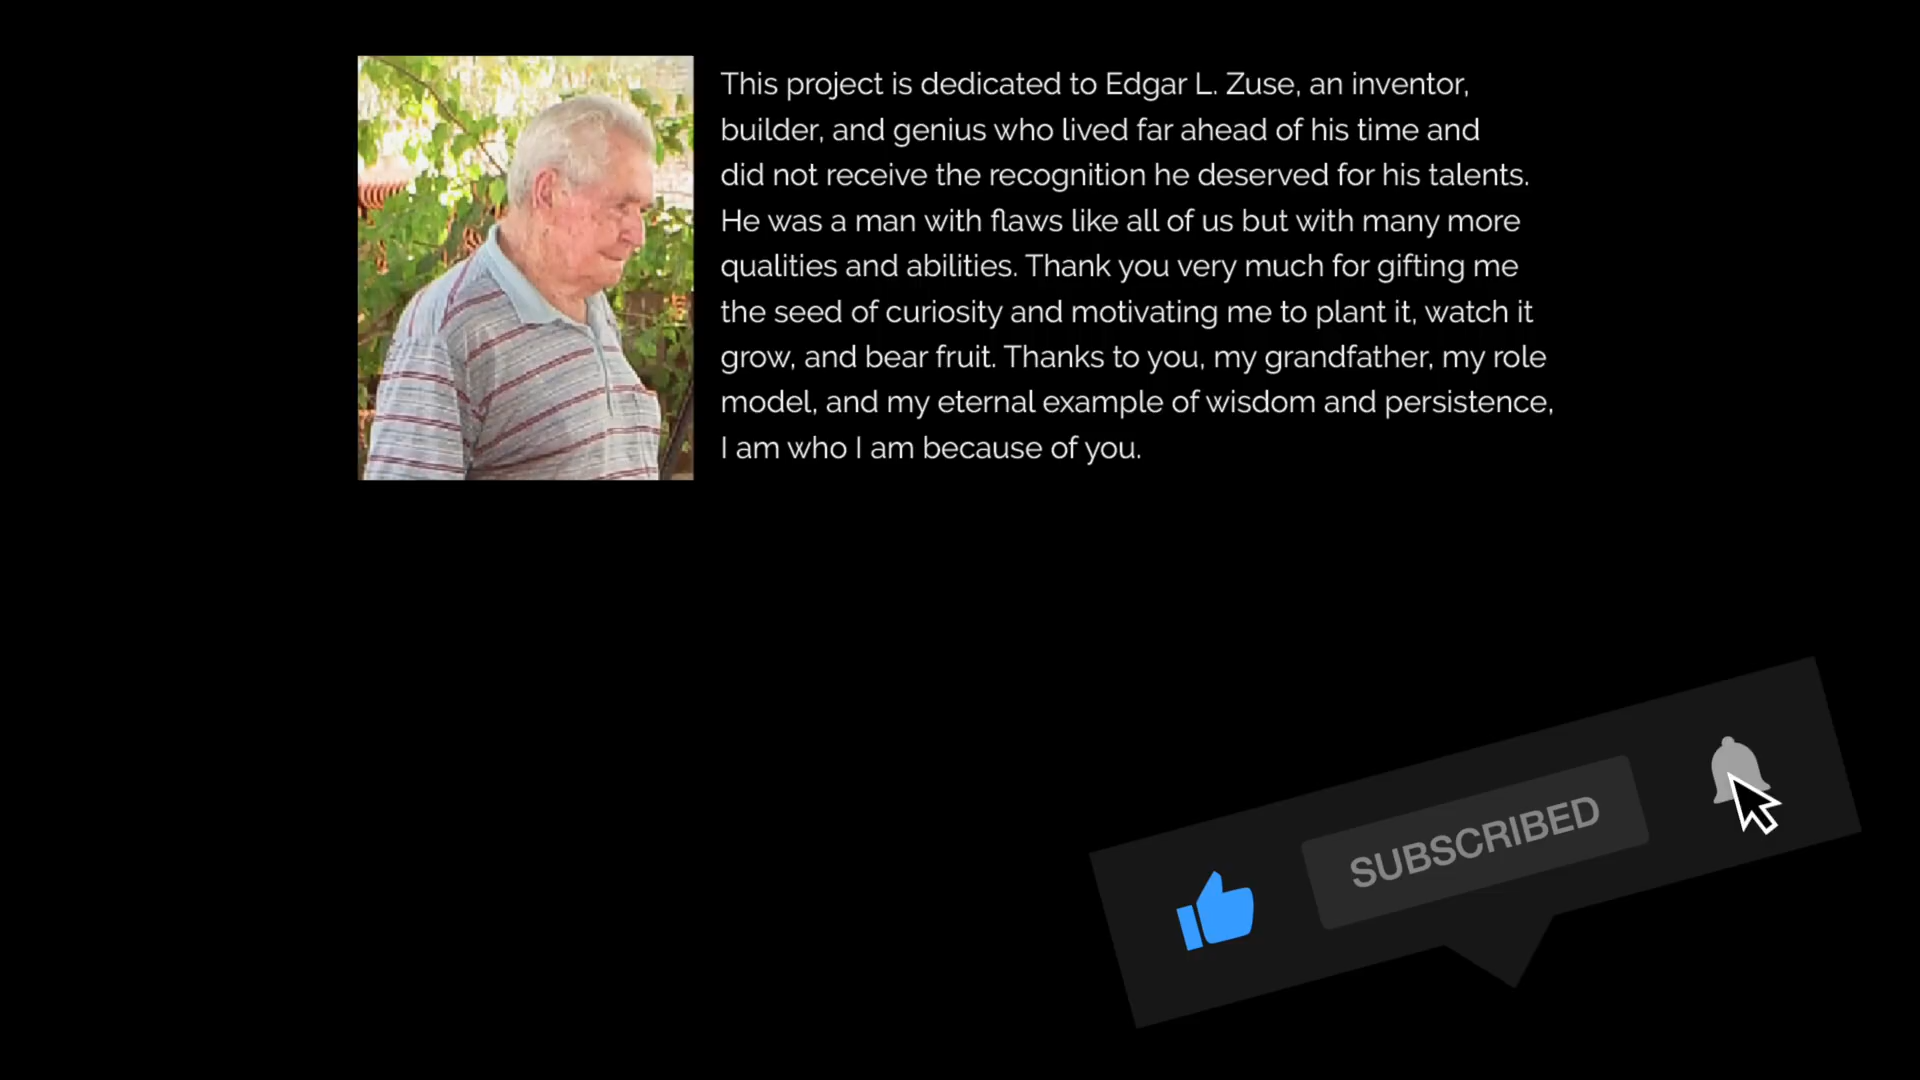 This project is dedicated to Edgar L. Zuse, an inventor,
builder, and genius who lived far ahead of his time and
did not receive the recognition he deserved for his talents.
He was a man with flaws like all of us but with many more
qualities and abilities. Thank you very much for gifting me
the seed of curiosity and motivating me to plant it, watch it
grow, and bear fruit. Thanks to you, my grandfather, my role
model, and my eternal example of wisdom and persistence,
I am who I am because of you.
SUBSCRIBED